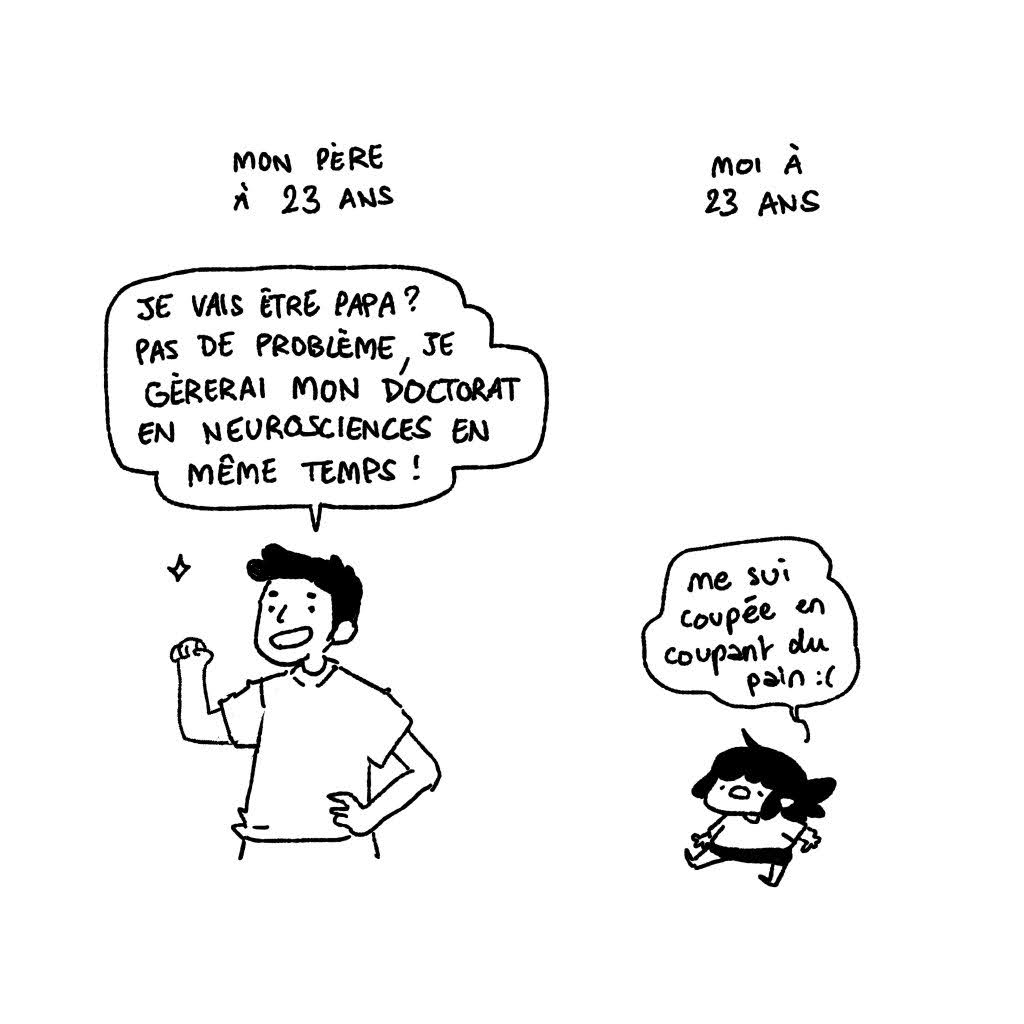 MON PÈRE
À 23 ANS
JE VAIS ÊTRE PAPA?
PAS DE PROBLÈME, JE
GÈRERAI MON DOCTORAT
EN NEUROSCIENCES EN
MÊME TEMPS !
MOI À
23 ANS
me sui
coupée en
coupant du
pain :(